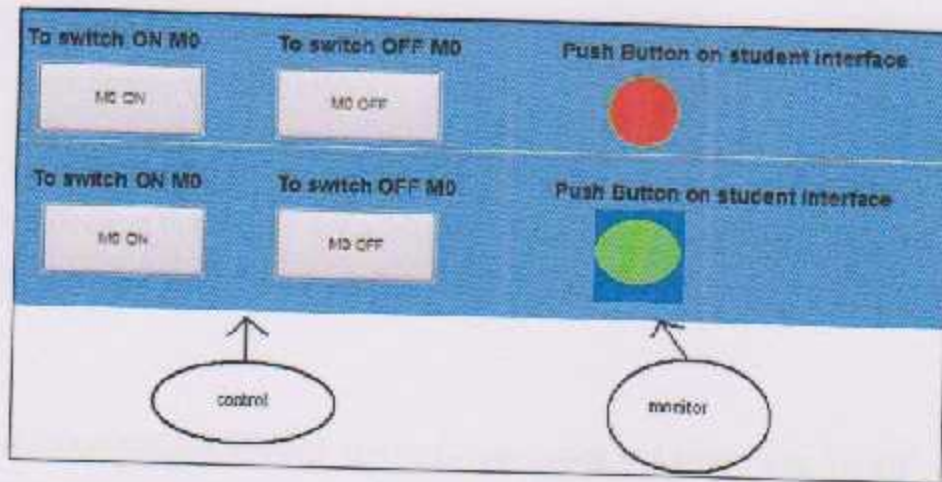 To switch ON M0 To switch OFF M0 Push Button on student interface
M0 ON M0 OFF
To switch ON M0 To switch OFF M0 Push Button on student interface
M0 ON M0 OFF
control monitor